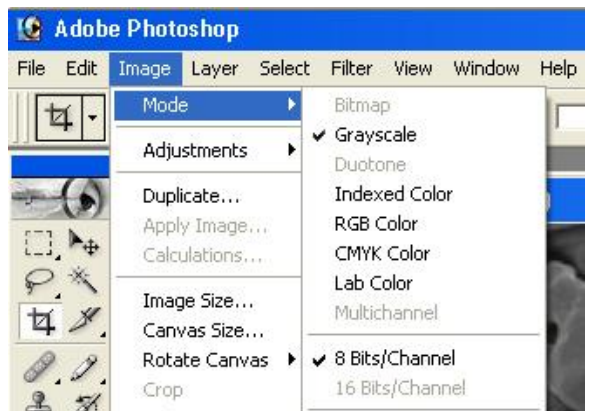 Adobe Photoshop
File Edit Image Layer Select Filter View Window Help
Mode
Adjustments
Duplicate...
Apply Image...
Calculations...
Image Size...
Canvas Size...
Rotate Canvas
Crop
Bitmap
Grayscale
Duotone
Indexed Color
RGB Color
CMYK Color
Lab Color
Multichannel
8 Bits/Channel
16 Bits/Channel